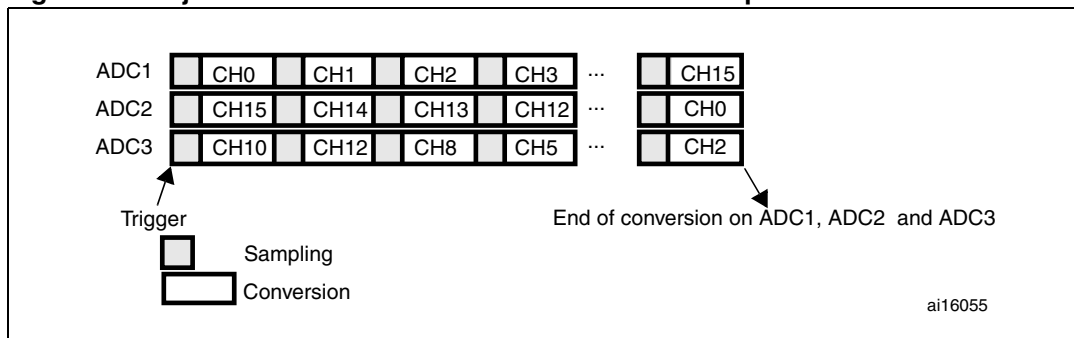 ADC1 CH0 CH1 CH2 CH3 ... CH15
ADC2 CH15 CH14 CH13 CH12 ... CH0
ADC3 CH10 CH12 CH8 CH5 ... CH2
Trigger
End of conversion on ADC1, ADC2 and ADC3
Sampling
Conversion
ai16055